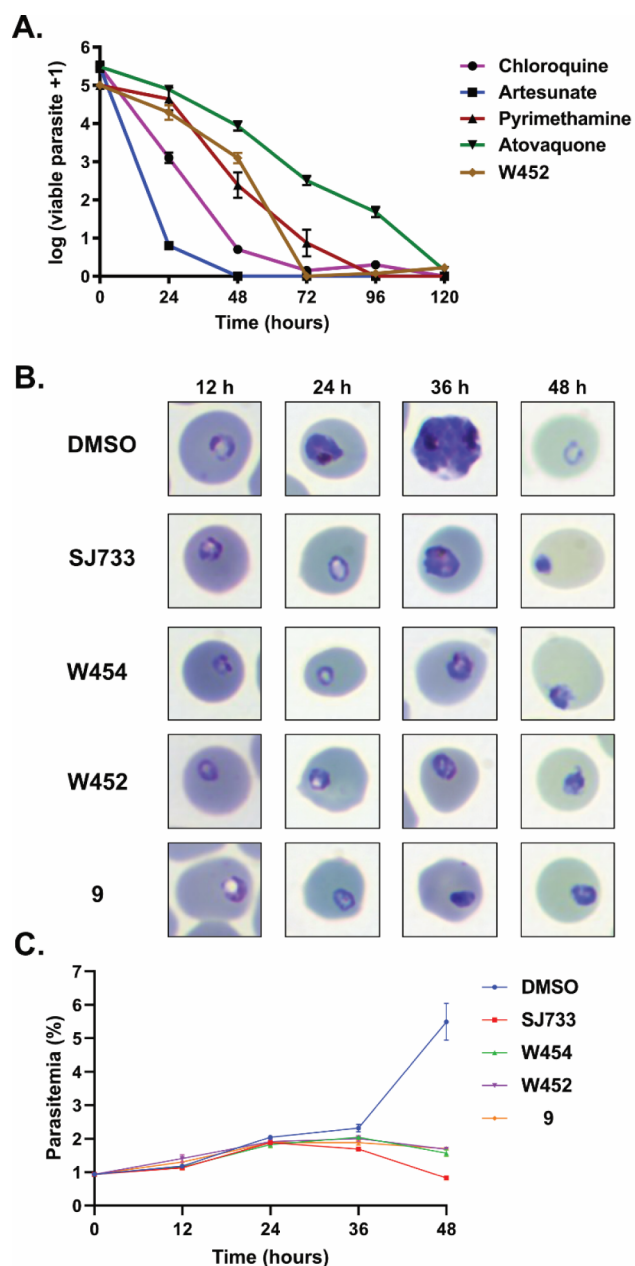 A.
log (viable parasite +1)
6
5
4
3
2
1
0
0 24 48 72 96 120
Time (hours)
Chloroquine
Artesunate
Pyrimethamine
Atovaquone
W452
B.
12 h 24 h 36 h 48 h
DMSO
SJ733
W454
W452
9
C.
Parasitemia (%)
7
6
5
4
3
2
1
0
0 12 24 36 48
Time (hours)
DMSO
SJ733
W454
W452
9